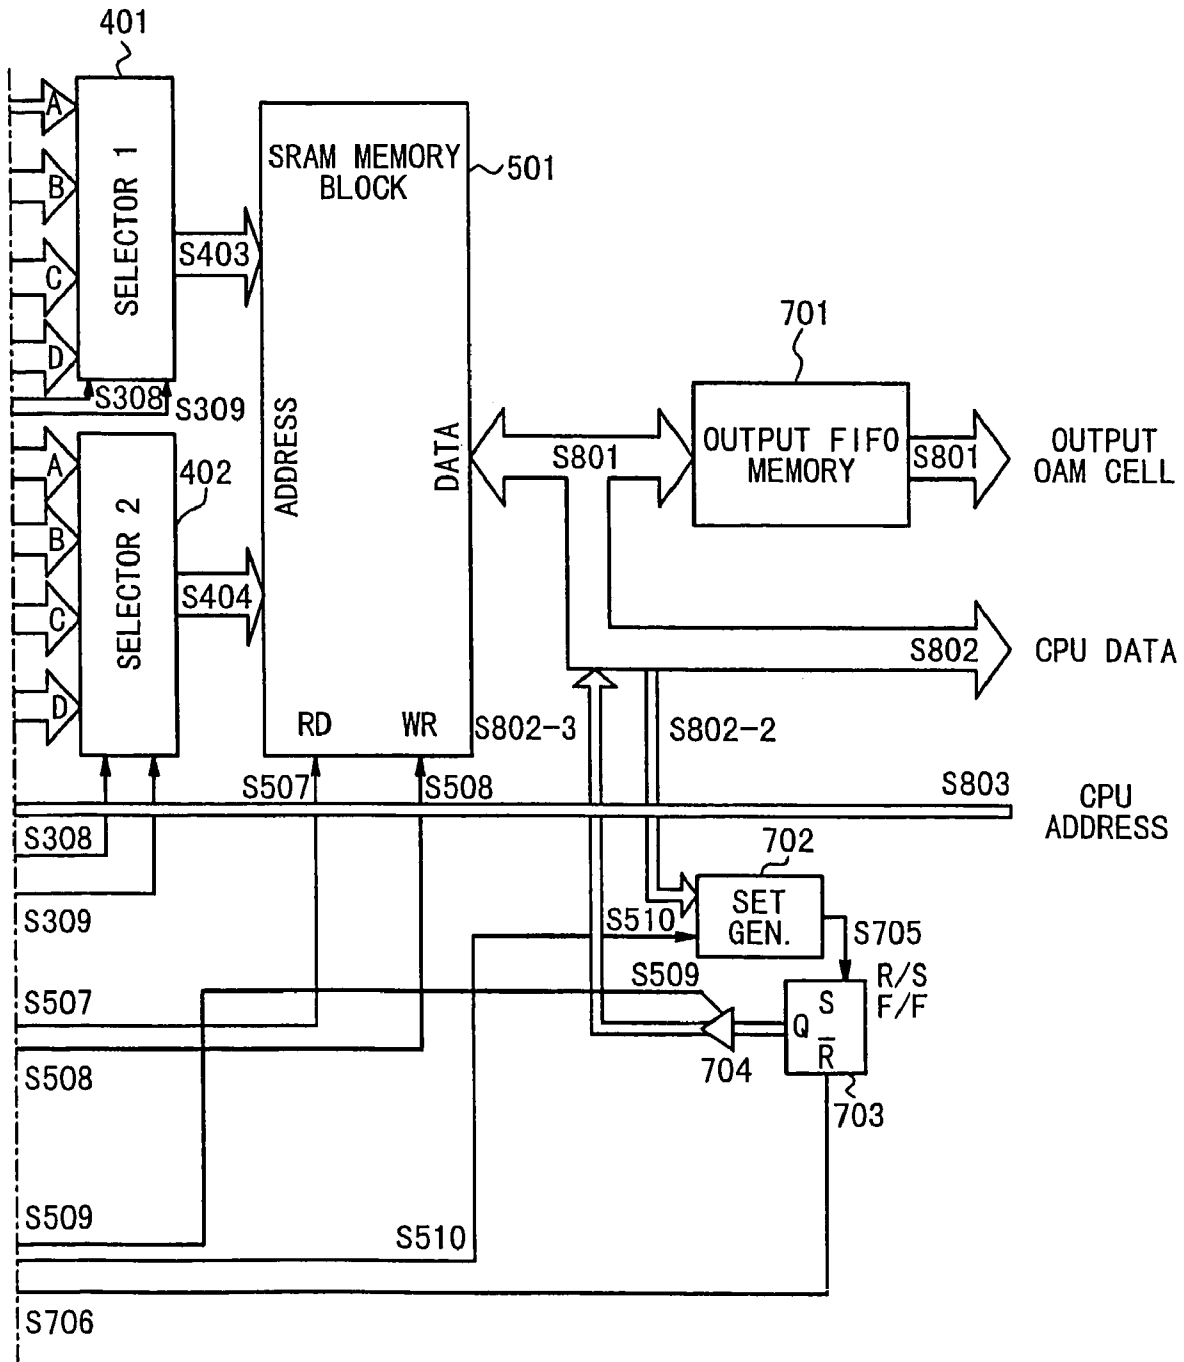 401
A
B
C
D
SELECTOR 1
S403
S308
S309
SRAM MEMORY
BLOCK
501
ADDRESS
DATA
RD
WR
A
B
C
D
SELECTOR 2
402
S404
701
OUTPUT FIFO
MEMORY
S801
S801
OUTPUT
OAM CELL
S802
CPU DATA
S802-3
S802-2
S507
S508
S803
CPU
ADDRESS
S308
S309
702
SET
GEN.
S510
S705
R/S
F/F
S509
S
Q
R̅
704
703
S507
S508
S509
S510
S706